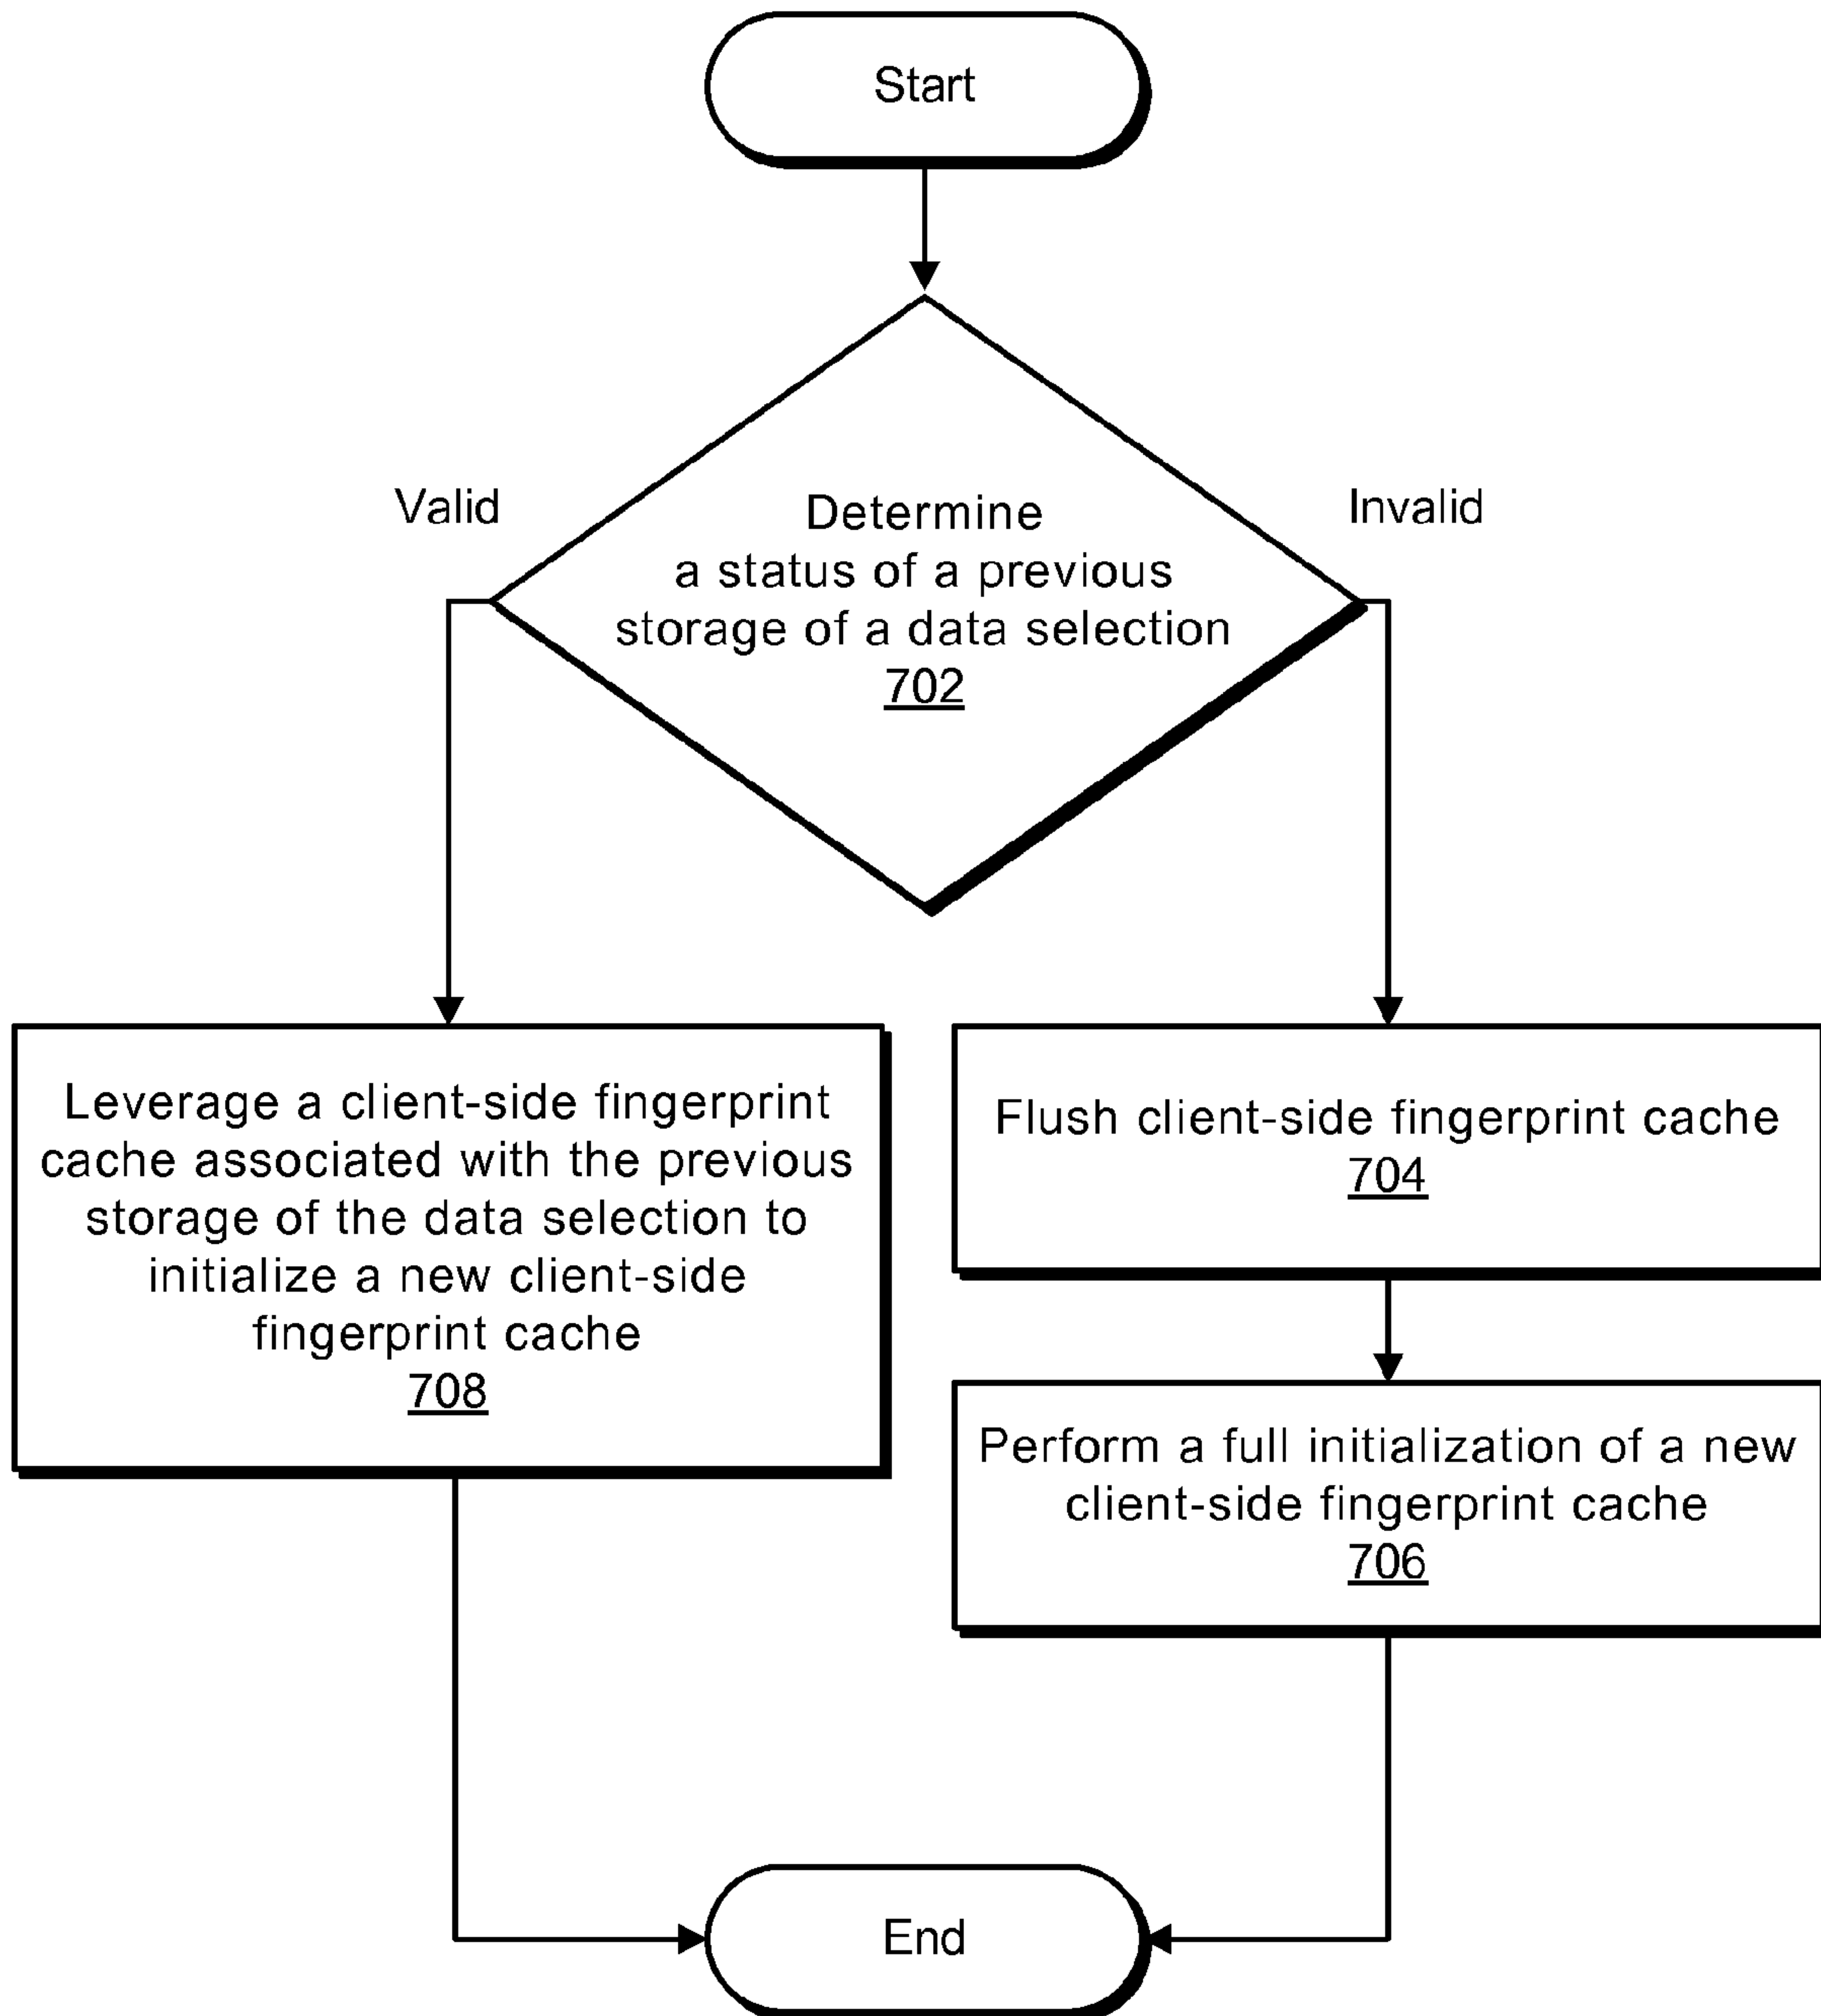 Start
Valid
Invalid
Determine
a status of a previous
storage of a data selection
702
Leverage a client-side fingerprint
cache associated with the previous
storage of the data selection to
initialize a new client-side
fingerprint cache
708
Flush client-side fingerprint cache
704
Perform a full initialization of a new
client-side fingerprint cache
706
End